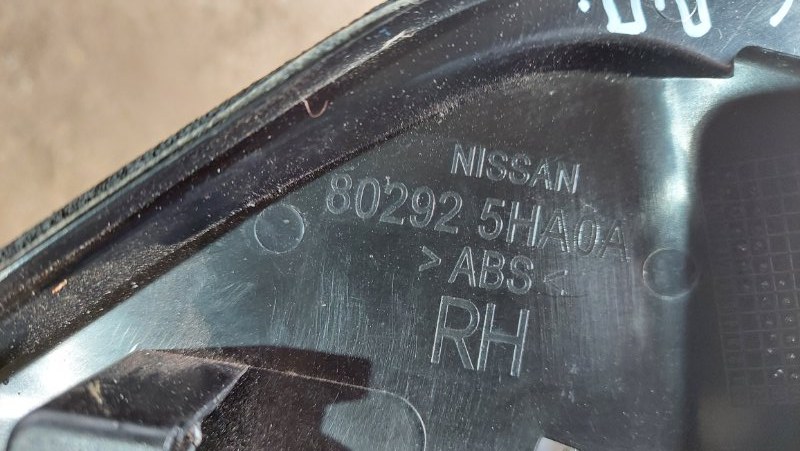 NISSAN
80292 5HA0A
>ABS<
RH